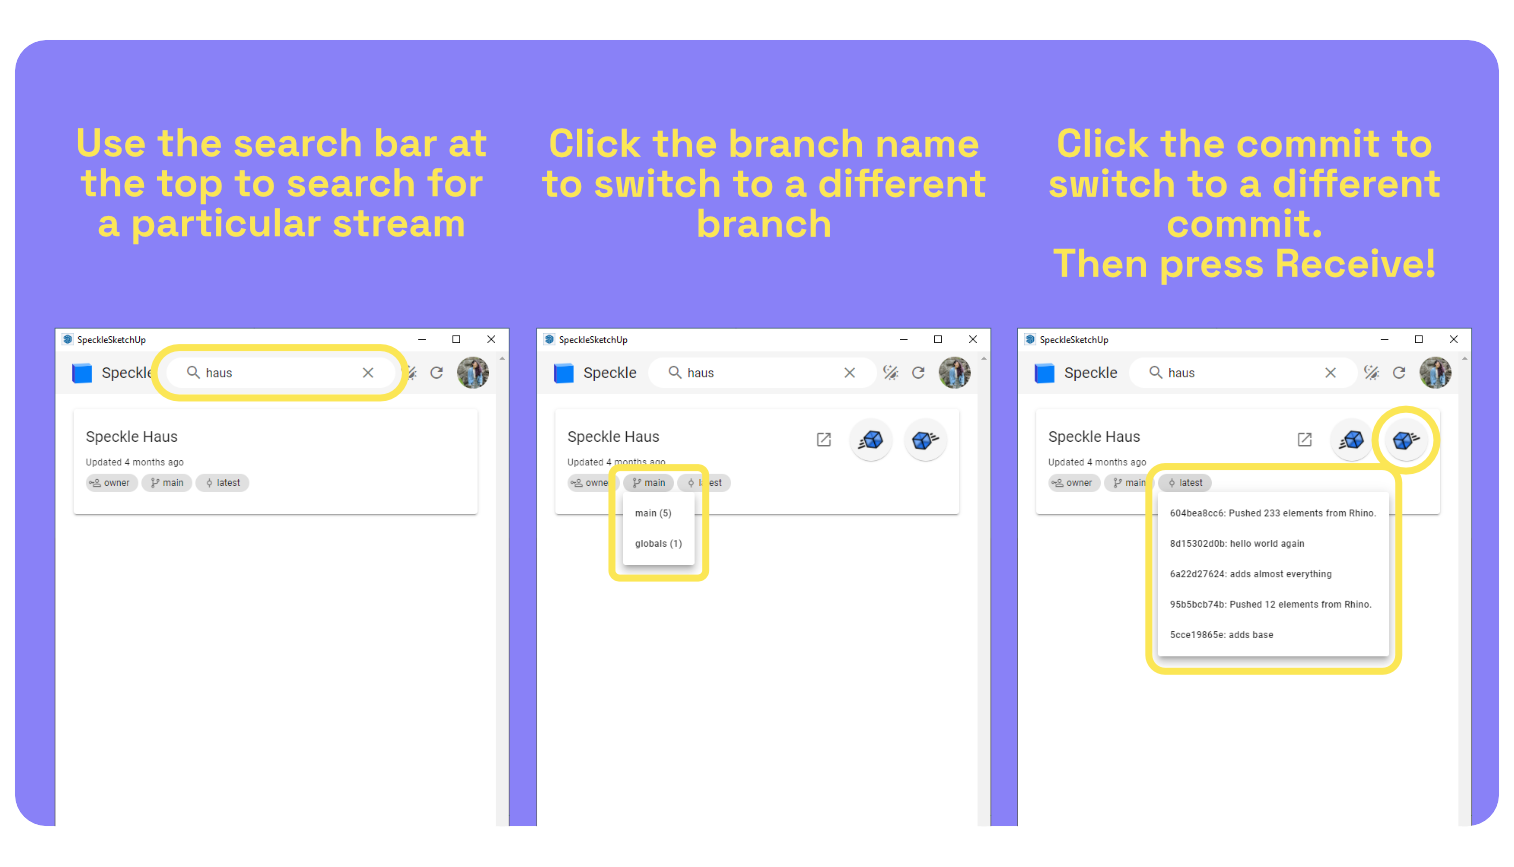 Use the search bar at
the top to search for
a particular stream
Click the branch name
to switch to a different
branch
Click the commit to
switch to a different
commit.
Then press Receive!
SpeckleSketchUp
Speckle
haus
Speckle Haus
Updated 4 months ago
owner main latest
SpeckleSketchUp
Speckle
haus
Speckle Haus
Updated 4 months ago
main
main (5)
globals (1)
SpeckleSketchUp
Speckle
haus
Speckle Haus
Updated 4 months ago
owner main latest
604bea8cc6: Pushed 233 elements from Rhino.
8d15302d0b: hello world again
6a22d27624: adds almost everything
95b5bcb74b: Pushed 12 elements from Rhino.
5cce19865e: adds base